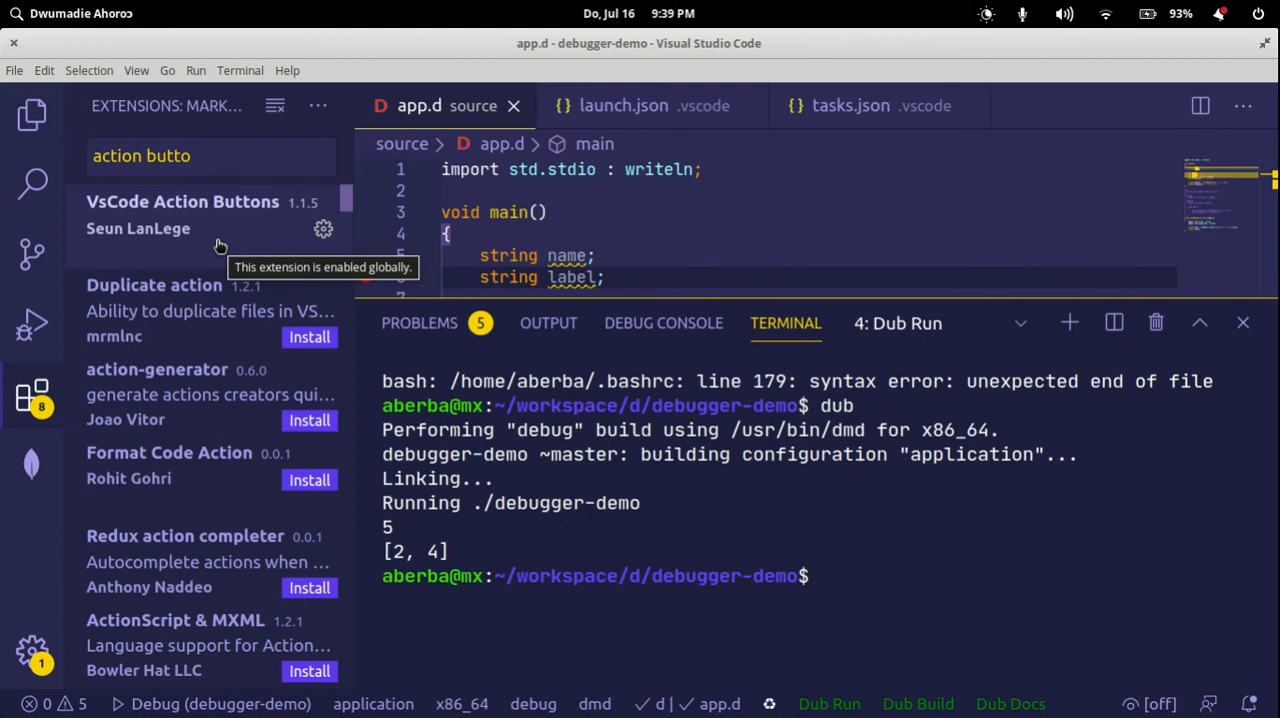 Dwumadie Ahorɔɔ
Do, Jul 16 9:39 PM
93%
app.d - debugger-demo - Visual Studio Code
File Edit Selection View Go Run Terminal Help
EXTENSIONS: MARK...
action butto
VsCode Action Buttons 1.1.5
Seun LanLege
This extension is enabled globally.
Duplicate action 1.2.1
Ability to duplicate files in VS...
mrmlnc Install
action-generator 0.6.0
generate actions creators qui...
Joao Vitor Install
Format Code Action 0.0.1
Rohit Gohri Install
Redux action completer 0.0.1
Autocomplete actions when ...
Anthony Naddeo Install
ActionScript & MXML 1.2.1
Language support for Action...
Bowler Hat LLC Install
8
1
D app.d source {} launch.json .vscode {} tasks.json .vscode
source > D app.d > main
1 import std.stdio : writeln;
2
3 void main()
4 {
5 string name;
string label;
7
PROBLEMS 5 OUTPUT DEBUG CONSOLE TERMINAL 4: Dub Run
bash: /home/aberba/.bashrc: line 179: syntax error: unexpected end of file
aberba@mx:~/workspace/d/debugger-demo$ dub
Performing "debug" build using /usr/bin/dmd for x86_64.
debugger-demo ~master: building configuration "application"...
Linking...
Running ./debugger-demo
5
[2, 4]
aberba@mx:~/workspace/d/debugger-demo$
0 5 Debug (debugger-demo) application x86_64 debug dmd ✓ d | ✓ app.d Dub Run Dub Build Dub Docs [off]